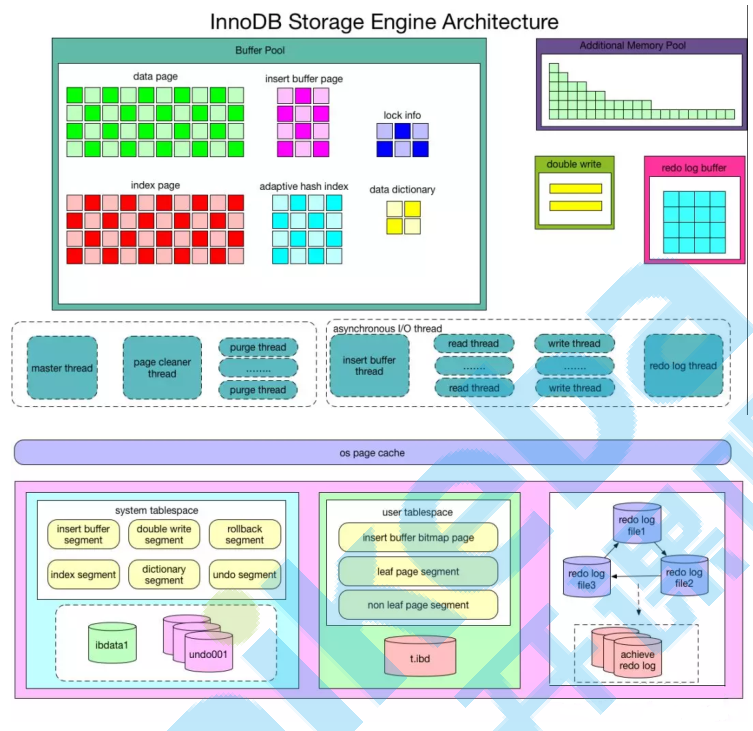 InnoDB Storage Engine Architecture
Buffer Pool
data page
insert buffer page
lock info
index page
adaptive hash index
data dictionary
Additional Memory Pool
double write
redo log buffer
master thread
page cleaner
thread
purge thread
........
purge thread
asynchronous I/O thread
insert buffer
thread
read thread
.......
read thread
write thread
.......
write thread
redo log thread
os page cache
system tablespace
insert buffer
segment
double write
segment
rollback
segment
index segment
dictionary
segment
undo segment
ibdata1
undo001
user tablespace
insert buffer bitmap page
leaf page segment
non leaf page segment
t.ibd
redo log
file1
redo log
file3
redo log
file2
achieve
redo log